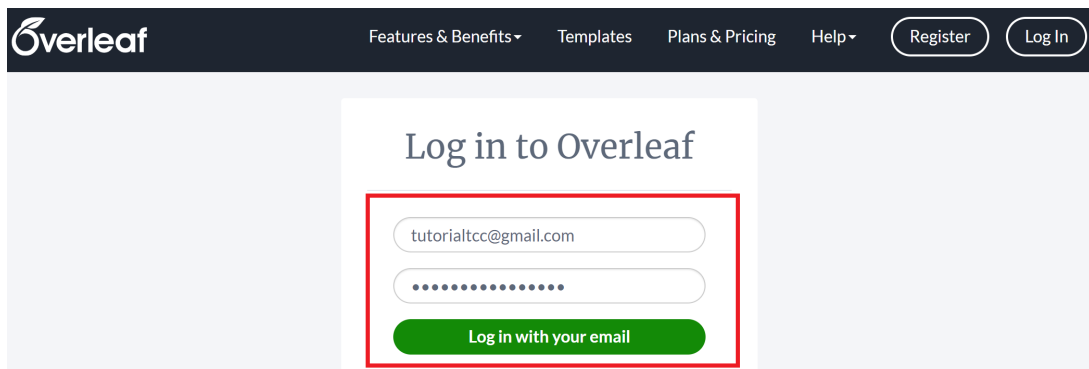 Overleaf Features & Benefits Templates Plans & Pricing Help Register Log In
Log in to Overleaf
tutorialtcc@gmail.com
••••••••••••••••
Log in with your email